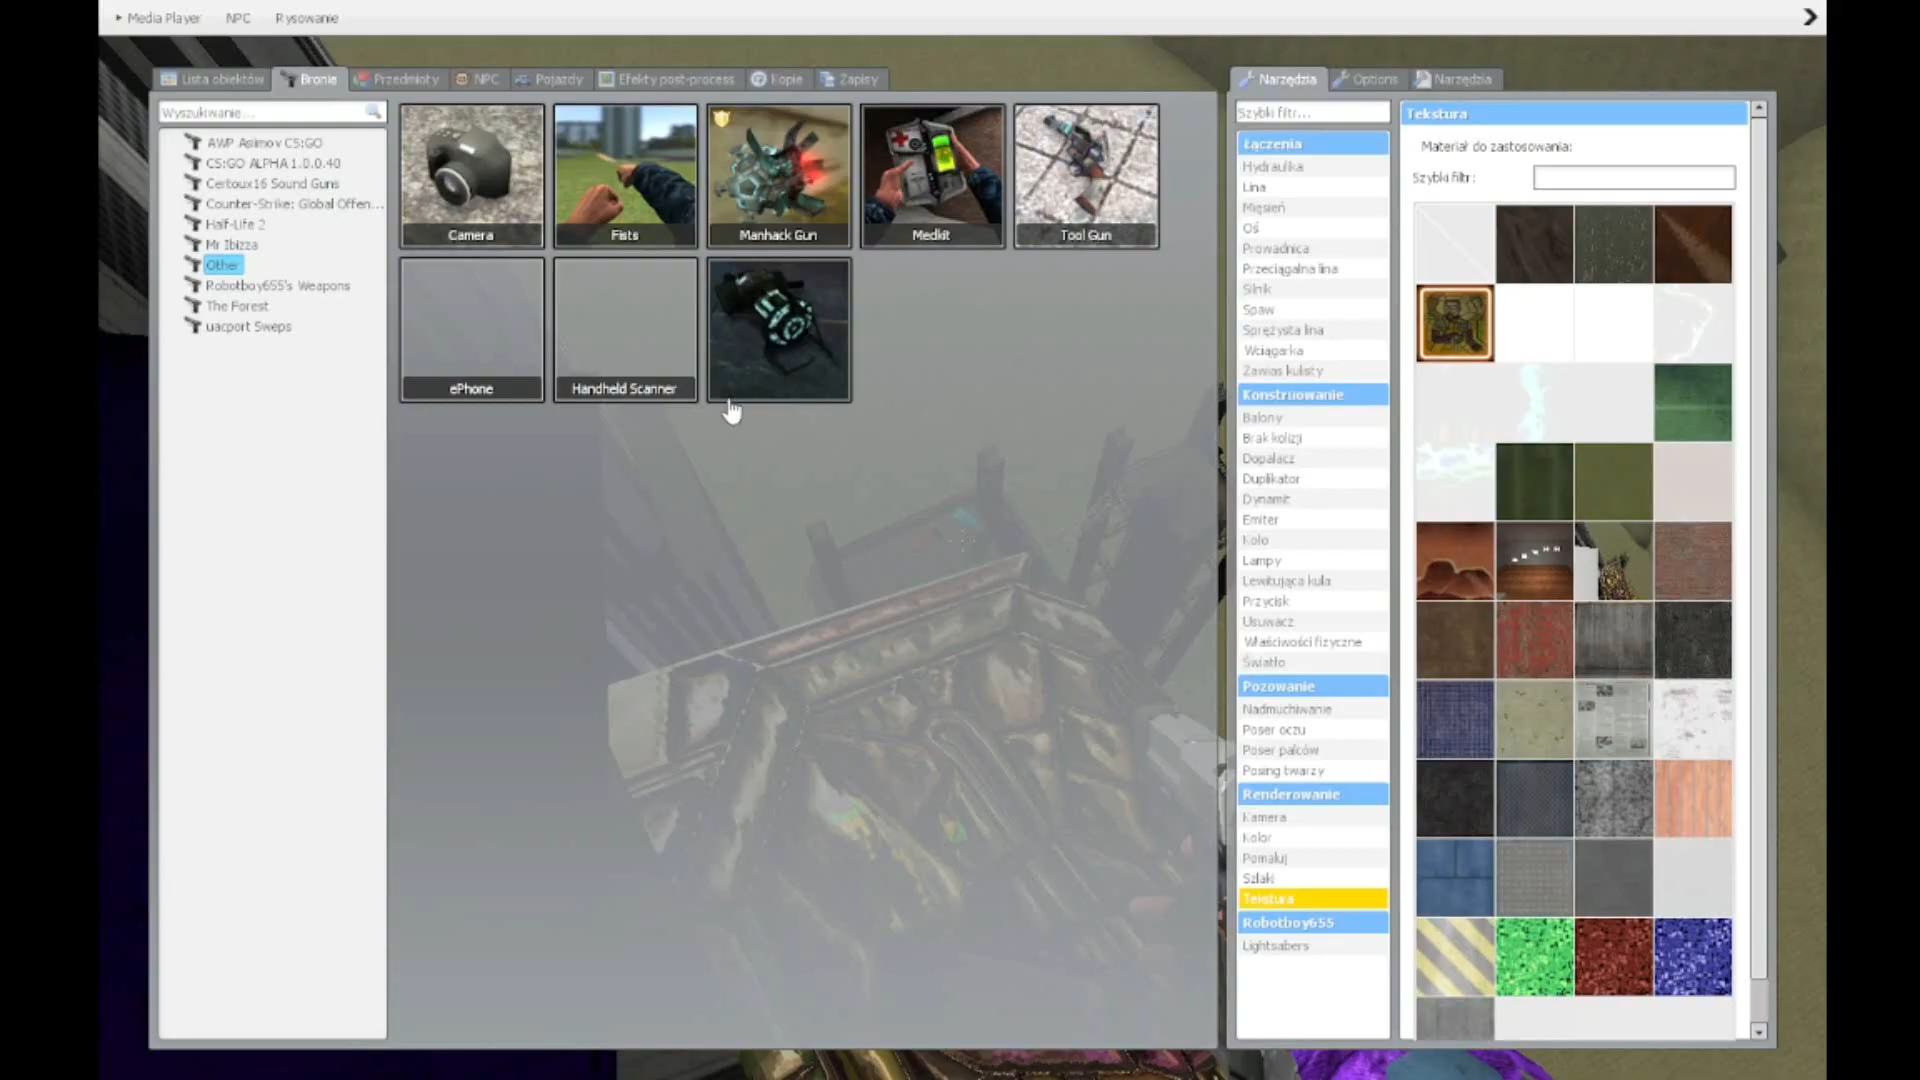 Media Player NPC Rysowanie
Lista obiektów Bronie Przedmioty NPC Pojazdy Efekty post-process Kopie Zapisy
Wyszukiwanie...
AWP Asimov CS:GO
CS:GO ALPHA 1.0.0.40
Certoux16 Sound Guns
Counter-Strike: Global Offen...
Half-Life 2
Mr Ibizza
Other
Robotboy655's Weapons
The Forest
uacport Sweps
Camera
Fists
Manhack Gun
Medkit
Tool Gun
ePhone
Handheld Scanner
Narzędzia Options Narzędzia
Szybki filtr...
Łączenia
Hydraulika
Lina
Mięsień
Oś
Prowadnica
Przeciągalna lina
Silnik
Spaw
Sprężysta lina
Wciągarka
Zawias kulisty
Konstruowanie
Balony
Brak kolizji
Dopalacz
Duplikator
Dynamit
Emiter
Koło
Lampy
Lewitująca kula
Przycisk
Usuwacz
Właściwości fizyczne
Światło
Pozowanie
Nadmuchiwanie
Poser oczu
Poser palców
Posing twarzy
Renderowanie
Kamera
Kolor
Pomaluj
Szlaki
Tekstura
Robotboy655
Lightsabers
Tekstura
Materiał do zastosowania:
Szybki filtr: